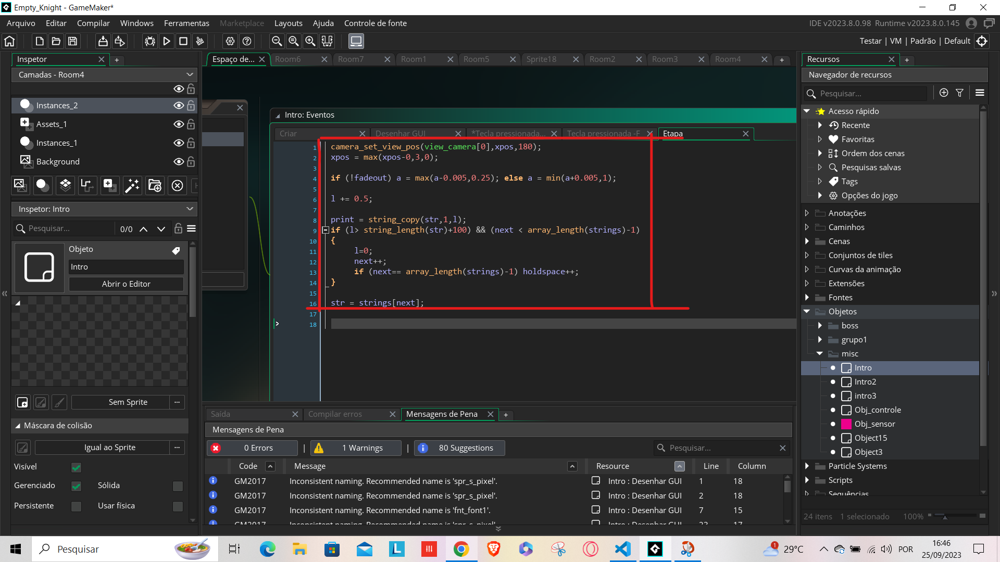 Empty_Knight - GameMaker*
Arquivo Editar Compilar Windows Ferramentas Marketplace Layouts Ajuda Controle de fonte
IDE v2023.8.0.98 Runtime v2023.8.0.145
Testar | VM | Padrão | Default
Inspetor
Espaço de... Room6 Room7 Room1 Room5 Sprite18 Room2 Room3 Room4
Recursos
Camadas - Room4
Navegador de recursos
Pesquisar...
Instances_2
Assets_1
Instances_1
Background
Inspetor: Intro
Pesquisar... 0/0
Objeto
Intro
Abrir o Editor
Sem Sprite
Máscara de colisão
Igual ao Sprite
Visível
Gerenciado Sólida
Persistente Usar física
Intro: Eventos
Criar Desenhar GUI *Tecla pressionada... Tecla pressionada -F Etapa
1 camera_set_view_pos(view_camera[0],xpos,180);
2 xpos = max(xpos-0,3,0);
3
4 if (!fadeout) a = max(a-0.005,0.25); else a = min(a+0.005,1);
5
6 l += 0.5;
7
8 print = string_copy(str,1,l);
9 if (l> string_length(str)+100) && (next < array_length(strings)-1)
10 {
11 l=0;
12 next++;
13 if (next== array_length(strings)-1) holdspace++;
14 }
15
16 str = strings[next];
17
18
Saída Compilar erros Mensagens de Pena
Mensagens de Pena
0 Errors | 1 Warnings | 80 Suggestions
Pesquisar...
Code Message Resource Line Column
GM2017 Inconsistent naming. Recommended name is 'spr_s_pixel'. Intro : Desenhar GUI 1 18
GM2017 Inconsistent naming. Recommended name is 'spr_s_pixel'. Intro : Desenhar GUI 2 18
GM2017 Inconsistent naming. Recommended name is 'fnt_font1'. Intro : Desenhar GUI 7 15
GM2017 Inconsistent naming. Recommended name is 'spr_s_pixel'. Intro : Desenhar GUI 23 17
Acesso rápido
Recente
Favoritas
Ordem dos cenas
Pesquisas salvas
Tags
Opções do jogo
Anotações
Caminhos
Cenas
Conjuntos de tiles
Curvas da animação
Extensões
Fontes
Objetos
boss
grupo1
misc
Intro
Intro2
intro3
Obj_controle
Obj_sensor
Object15
Object3
Particle Systems
Scripts
Sequências
24 itens 1 selecionado 100%
Pesquisar
1 29°C POR 16:46
25/09/2023